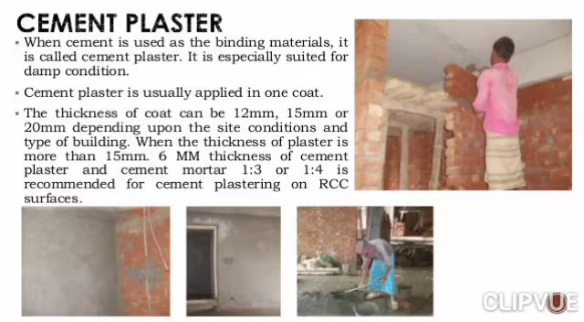 CEMENT PLASTER
• When cement is used as the binding materials, it
is called cement plaster. It is especially suited for
damp condition.
• Cement plaster is usually applied in one coat.
• The thickness of coat can be 12mm, 15mm or
20mm depending upon the site conditions and
type of building. When the thickness of plaster is
more than 15mm. 6 MM thickness of cement
plaster and cement mortar 1:3 or 1:4 is
recommended for cement plastering on RCC
surfaces.
CLIPVUE